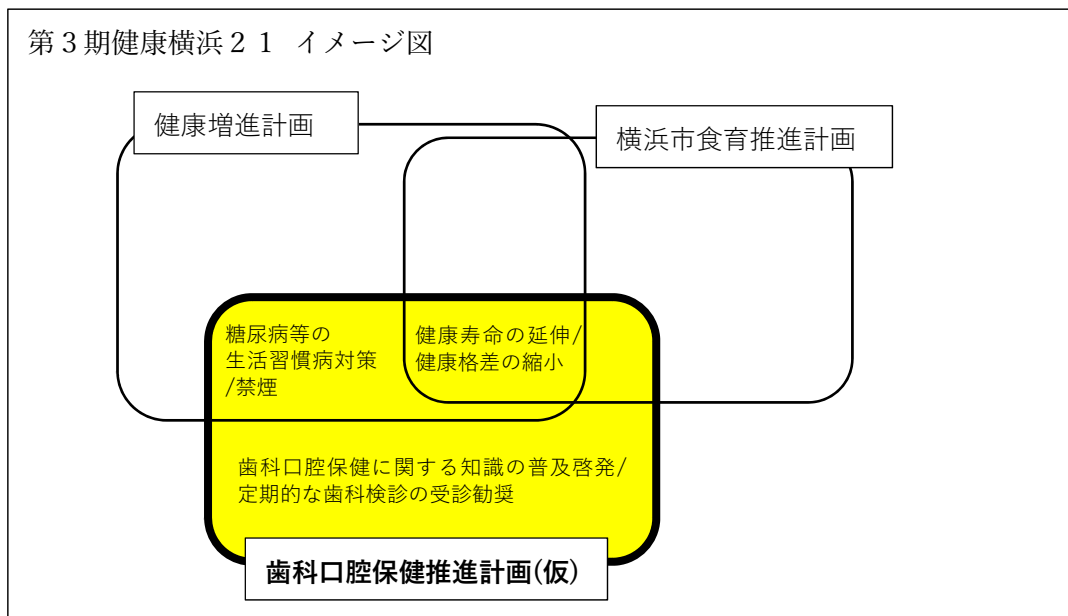 第３期健康横浜２１ イメージ図
健康増進計画
横浜市食育推進計画
糖尿病等の
生活習慣病対策
/禁煙
健康寿命の延伸/
健康格差の縮小
歯科口腔保健に関する知識の普及啓発/
定期的な歯科検診の受診勧奨
歯科口腔保健推進計画(仮)